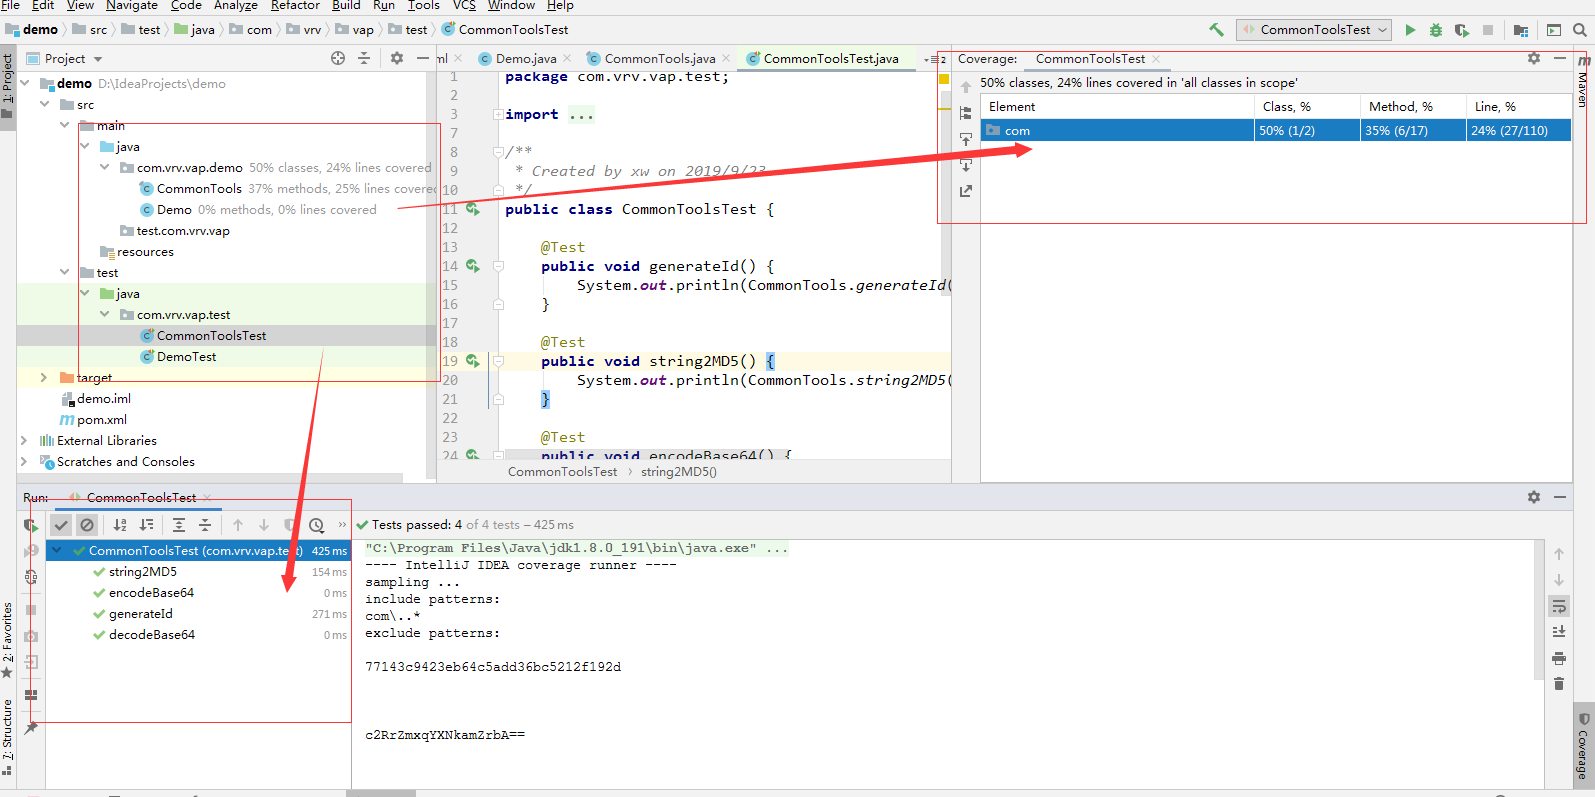 File Edit View Navigate Code Analyze Refactor Build Run Tools VCS Window Help
demo src test java com vrv vap test CommonToolsTest
CommonToolsTest
1: Project
Project
demo D:\IdeaProjects\demo
src
main
java
com.vrv.vap.demo 50% classes, 24% lines covered
CommonTools 37% methods, 25% lines covered
Demo 0% methods, 0% lines covered
test.com.vrv.vap
resources
test
java
com.vrv.vap.test
CommonToolsTest
DemoTest
target
demo.iml
pom.xml
External Libraries
Scratches and Consoles
ml Demo.java CommonTools.java CommonToolsTest.java
1 package com.vrv.vap.test;
2
3 import ...
7
8 /**
9 * Created by xw on 2019/9/23
10 */
11 public class CommonToolsTest {
12
13 @Test
14 public void generateId() {
15 System.out.println(CommonTools.generateId(
16 }
17
18 @Test
19 public void string2MD5() {
20 System.out.println(CommonTools.string2MD5(
21 }
22
23 @Test
24 public void encodeBase64() {
CommonToolsTest string2MD5()
Coverage: CommonToolsTest
50% classes, 24% lines covered in 'all classes in scope'
Element Class, % Method, % Line, %
com 50% (1/2) 35% (6/17) 24% (27/110)
Maven
Run: CommonToolsTest
Tests passed: 4 of 4 tests – 425 ms
CommonToolsTest (com.vrv.vap.test) 425 ms
string2MD5 154 ms
encodeBase64 0 ms
generateId 271 ms
decodeBase64 0 ms
"C:\Program Files\Java\jdk1.8.0_191\bin\java.exe" ...
---- IntelliJ IDEA coverage runner ----
sampling ...
include patterns:
com\..*
exclude patterns:
77143c9423eb64c5add36bc5212f192d
c2RrZmxqYXNkamZrbA==
2: Favorites
7: Structure
Coverage